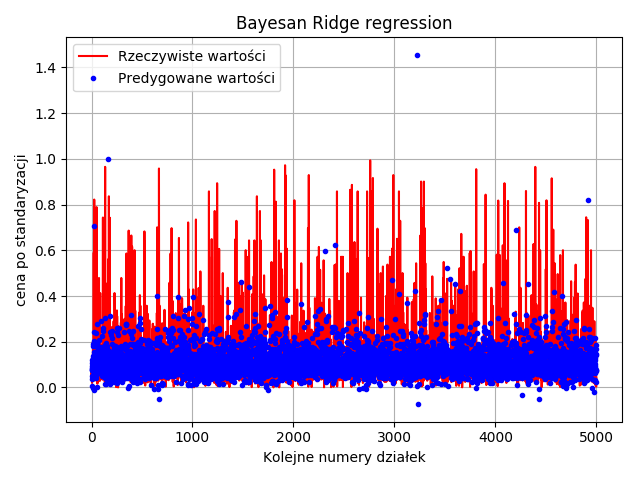 Bayesan Ridge regression
Rzeczywiste wartości
Predygowane wartości
cena po standaryzacji
1.4
1.2
1.0
0.8
0.6
0.4
0.2
0.0
0 1000 2000 3000 4000 5000
Kolejne numery działek